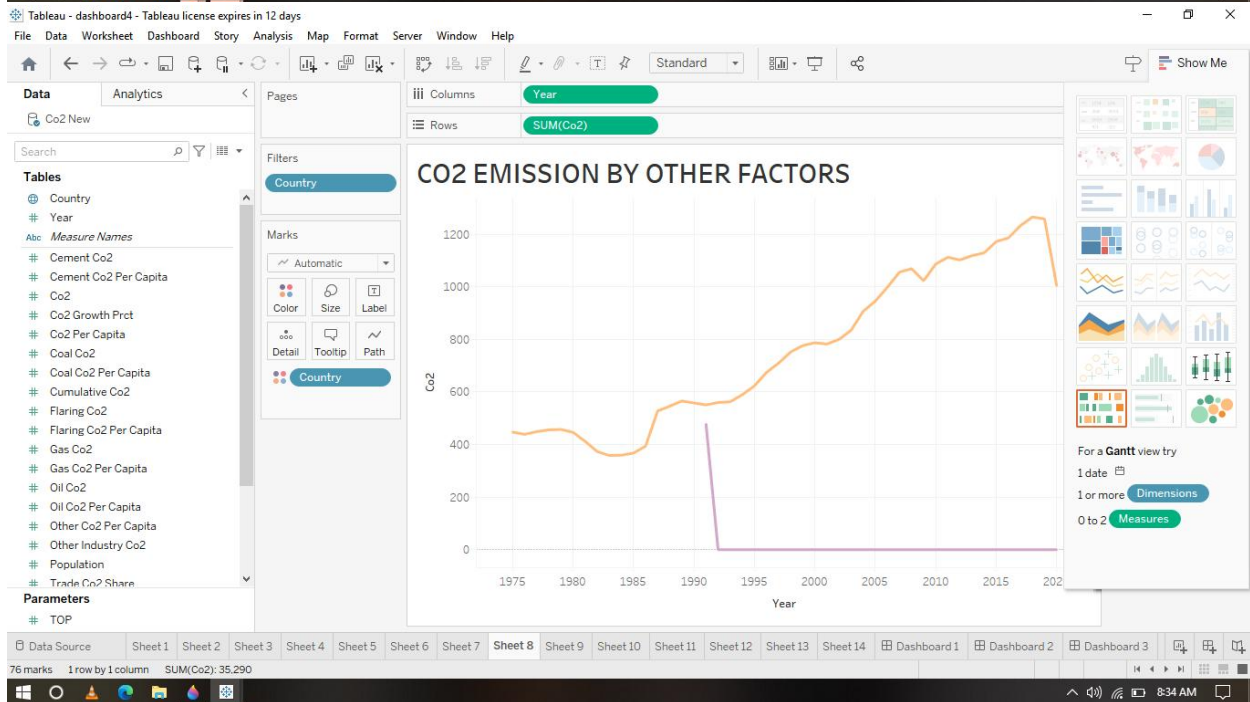 Tableau - dashboard4 - Tableau license expires in 12 days
File Data Worksheet Dashboard Story Analysis Map Format Server Window Help
Standard
Show Me
Data Analytics
Co2 New
Search
Tables
Country
Year
Abc Measure Names
Cement Co2
Cement Co2 Per Capita
Co2
Co2 Growth Prct
Co2 Per Capita
Coal Co2
Coal Co2 Per Capita
Cumulative Co2
Flaring Co2
Flaring Co2 Per Capita
Gas Co2
Gas Co2 Per Capita
Oil Co2
Oil Co2 Per Capita
Other Co2 Per Capita
Other Industry Co2
Population
Trade Co2 Share
Parameters
TOP
Pages
Filters
Country
Marks
Automatic
Color Size Label
Detail Tooltip Path
Country
Columns Year
Rows SUM(Co2)
CO2 EMISSION BY OTHER FACTORS
Co2
1200
1000
800
600
400
200
0
1975 1980 1985 1990 1995 2000 2005 2010 2015 202
Year
For a Gantt view try
1 date
1 or more Dimensions
0 to 2 Measures
Data Source Sheet 1 Sheet 2 Sheet 3 Sheet 4 Sheet 5 Sheet 6 Sheet 7 Sheet 8 Sheet 9 Sheet 10 Sheet 11 Sheet 12 Sheet 13 Sheet 14 Dashboard 1 Dashboard 2 Dashboard 3
76 marks 1 row by 1 column SUM(Co2): 35,290
8:34 AM